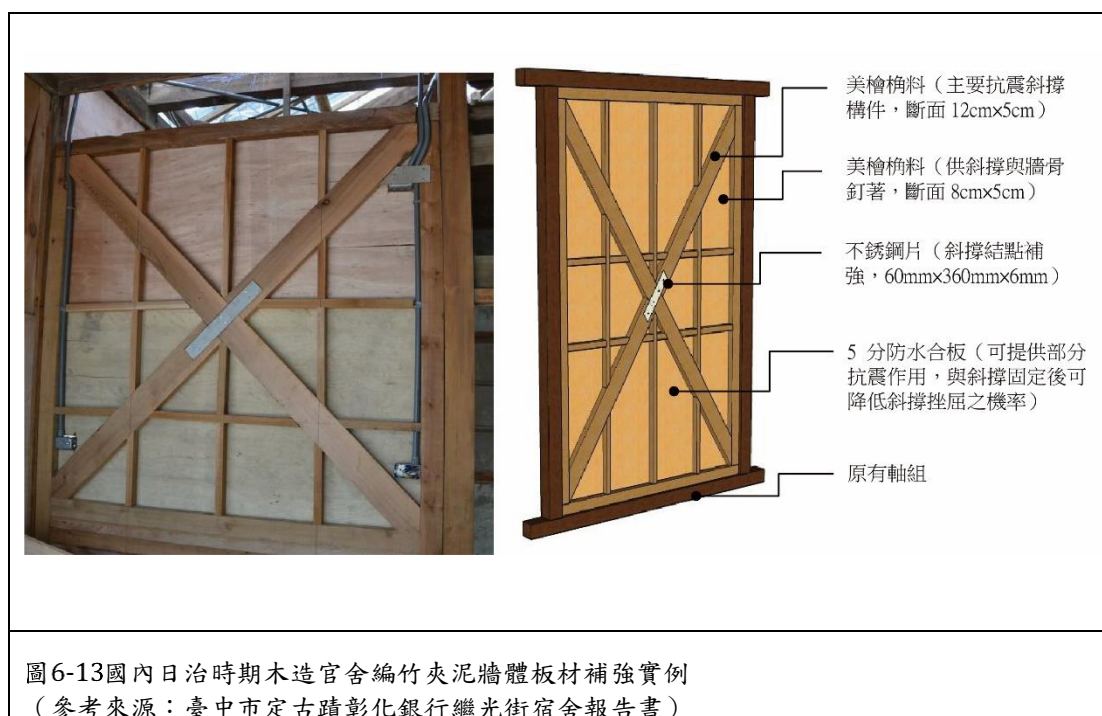 美檜桷料（主要抗震斜撐
構件，斷面 12cm×5cm）
美檜桷料（供斜撐與牆骨
釘著，斷面 8cm×5cm）
不銹鋼片（斜撐結點補
強，60mm×360mm×6mm）
5 分防水合板（可提供部分
抗震作用，與斜撐固定後可
降低斜撐挫屈之機率）
原有軸組
圖6-13國內日治時期木造官舍編竹夾泥牆體板材補強實例
（參考來源：臺中市定古蹟彰化銀行繼光街宿舍報告書）